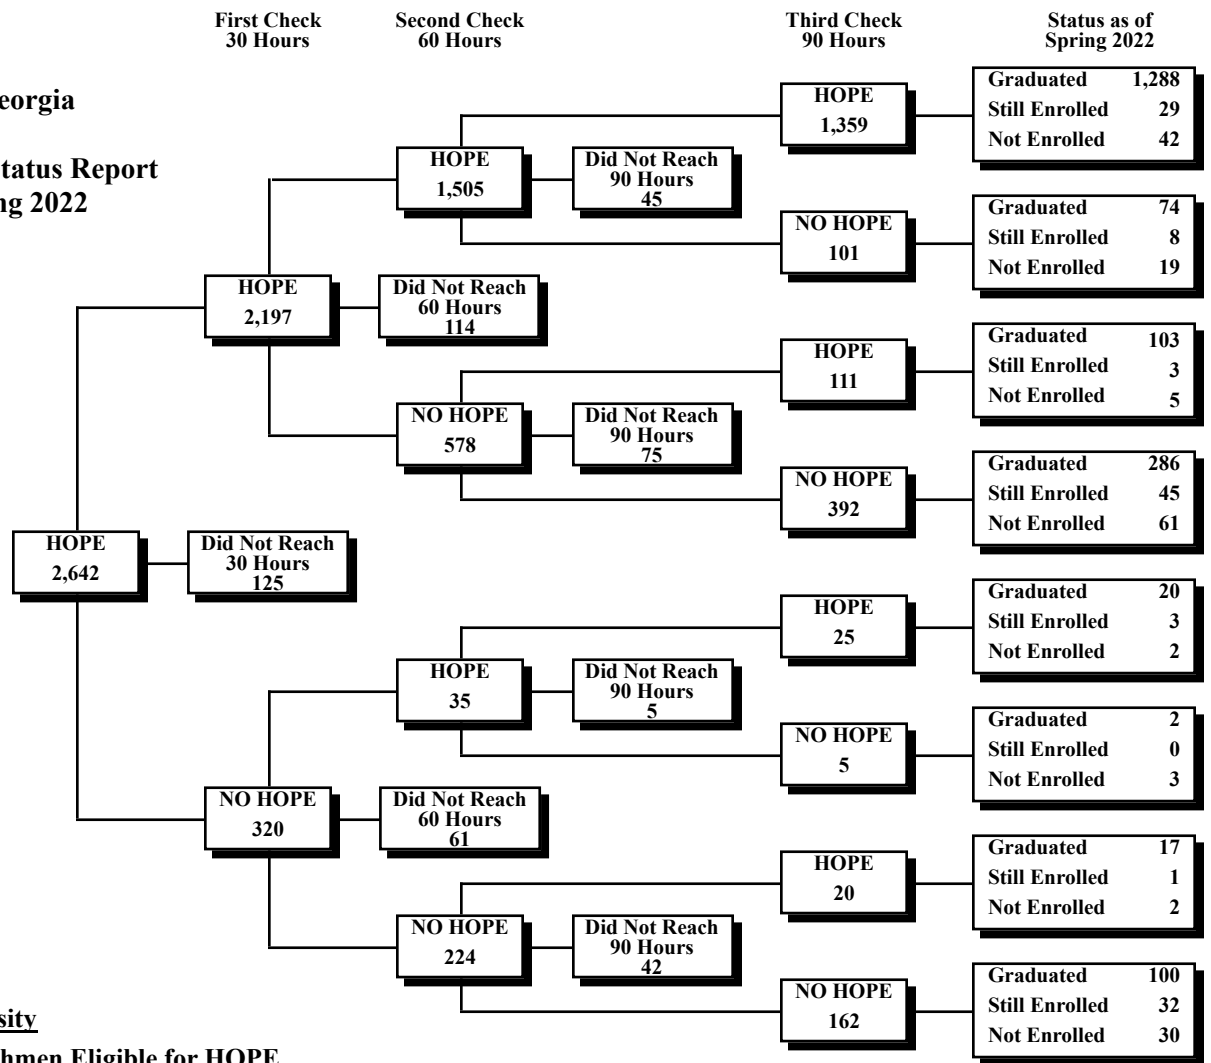 First Check
30 Hours
Second Check
60 Hours
Third Check
90 Hours
Status as of
Spring 2022
eorgia
tatus Report
ng 2022
HOPE
2,642
Did Not Reach
30 Hours
125
HOPE
2,197
Did Not Reach
60 Hours
114
NO HOPE
320
Did Not Reach
60 Hours
61
HOPE
1,505
Did Not Reach
90 Hours
45
NO HOPE
578
Did Not Reach
90 Hours
75
HOPE
35
Did Not Reach
90 Hours
5
NO HOPE
224
Did Not Reach
90 Hours
42
HOPE
1,359
Graduated 1,288
Still Enrolled 29
Not Enrolled 42
NO HOPE
101
Graduated 74
Still Enrolled 8
Not Enrolled 19
HOPE
111
Graduated 103
Still Enrolled 3
Not Enrolled 5
NO HOPE
392
Graduated 286
Still Enrolled 45
Not Enrolled 61
HOPE
25
Graduated 20
Still Enrolled 3
Not Enrolled 2
NO HOPE
5
Graduated 2
Still Enrolled 0
Not Enrolled 3
HOPE
20
Graduated 17
Still Enrolled 1
Not Enrolled 2
NO HOPE
162
Graduated 100
Still Enrolled 32
Not Enrolled 30
sity
hmen Eligible for HOPE